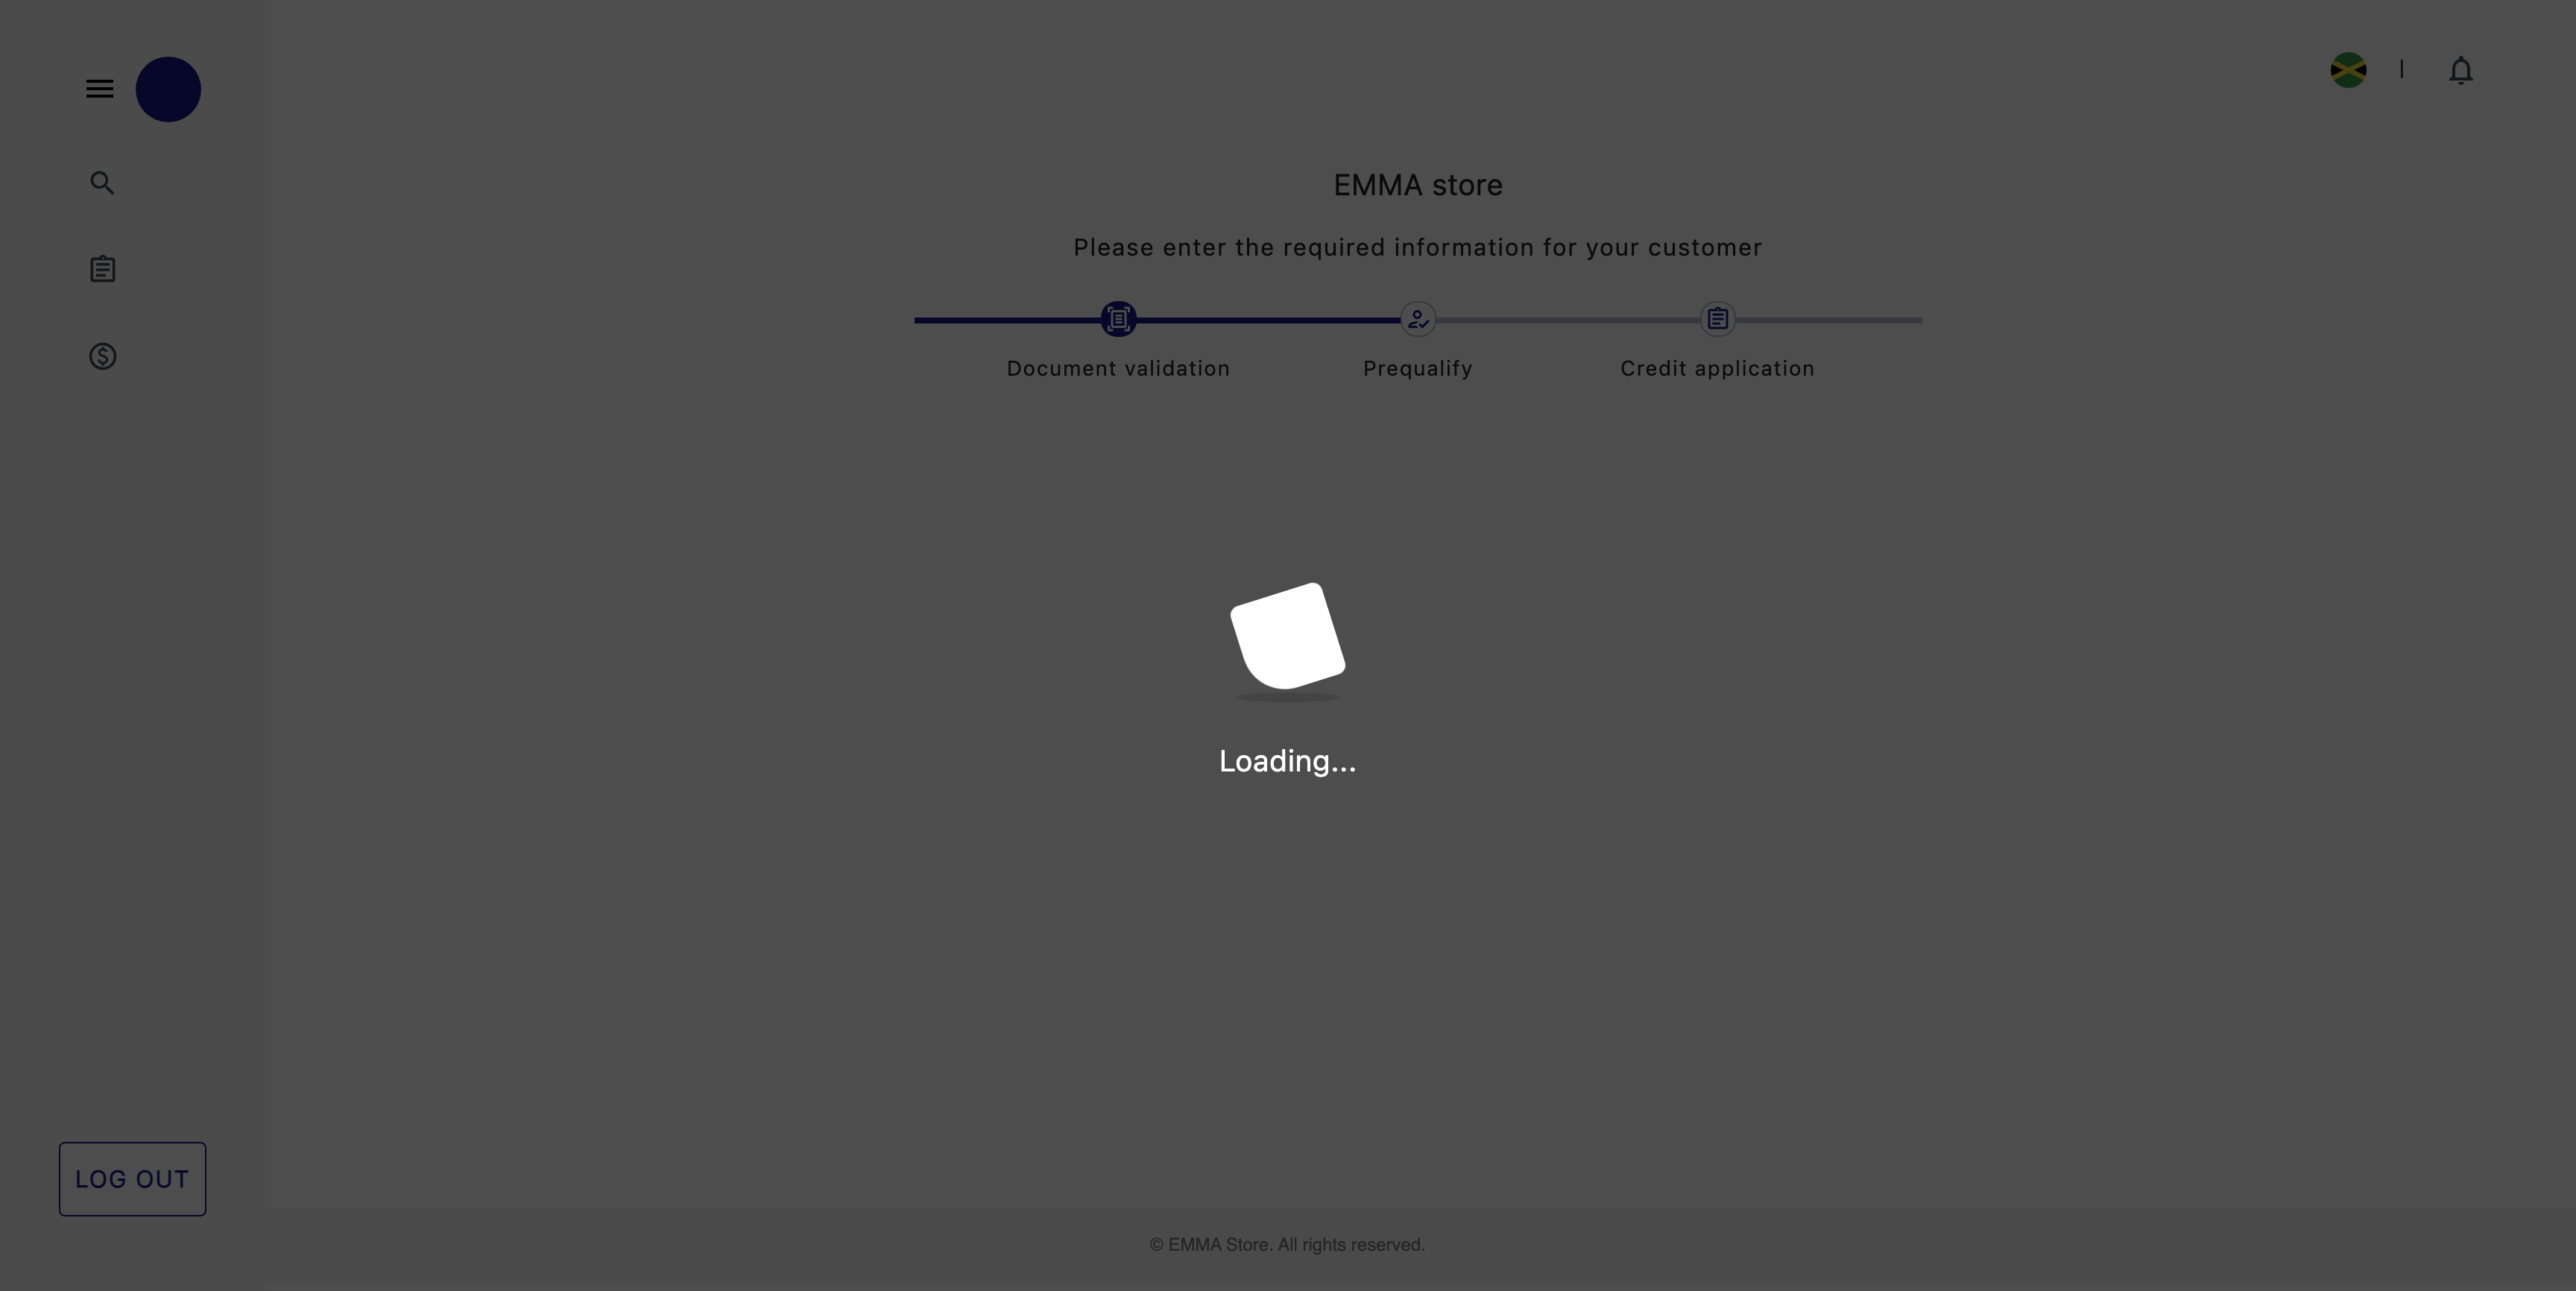 EMMA store
Please enter the required information for your customer
Document validation
Prequalify
Credit application
Loading...
LOG OUT
© EMMA Store. All rights reserved.